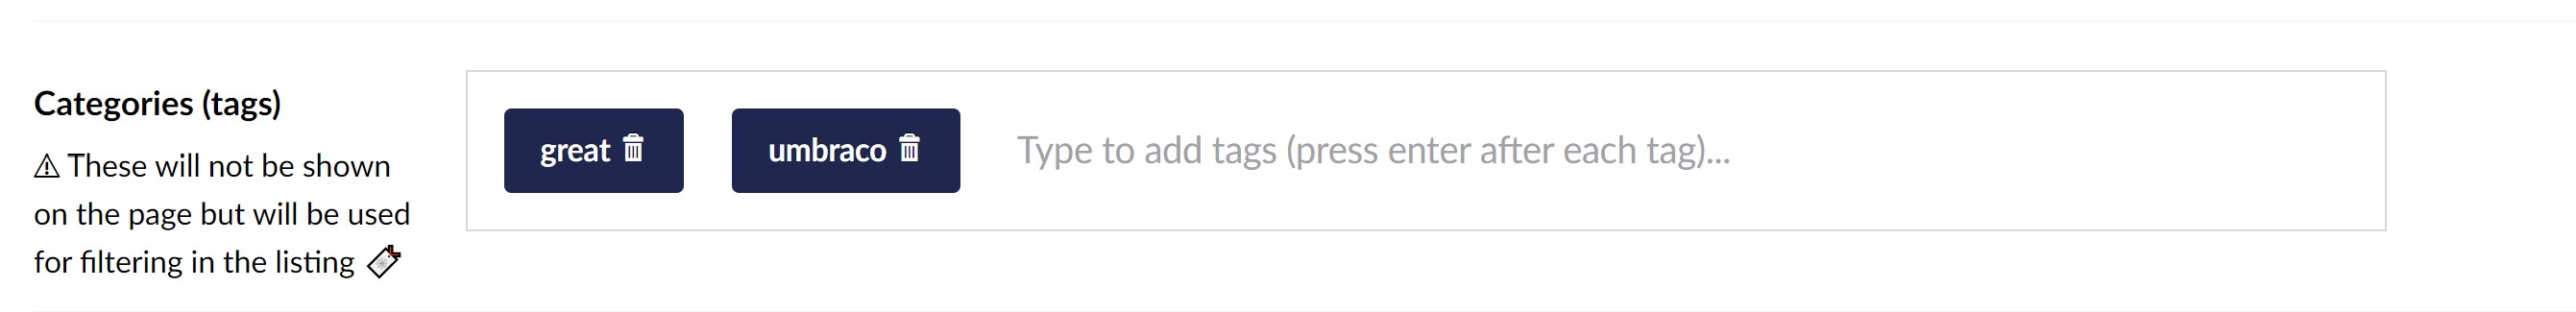 Categories (tags)
⚠ These will not be shown
on the page but will be used
for filtering in the listing
great
umbraco
Type to add tags (press enter after each tag)...